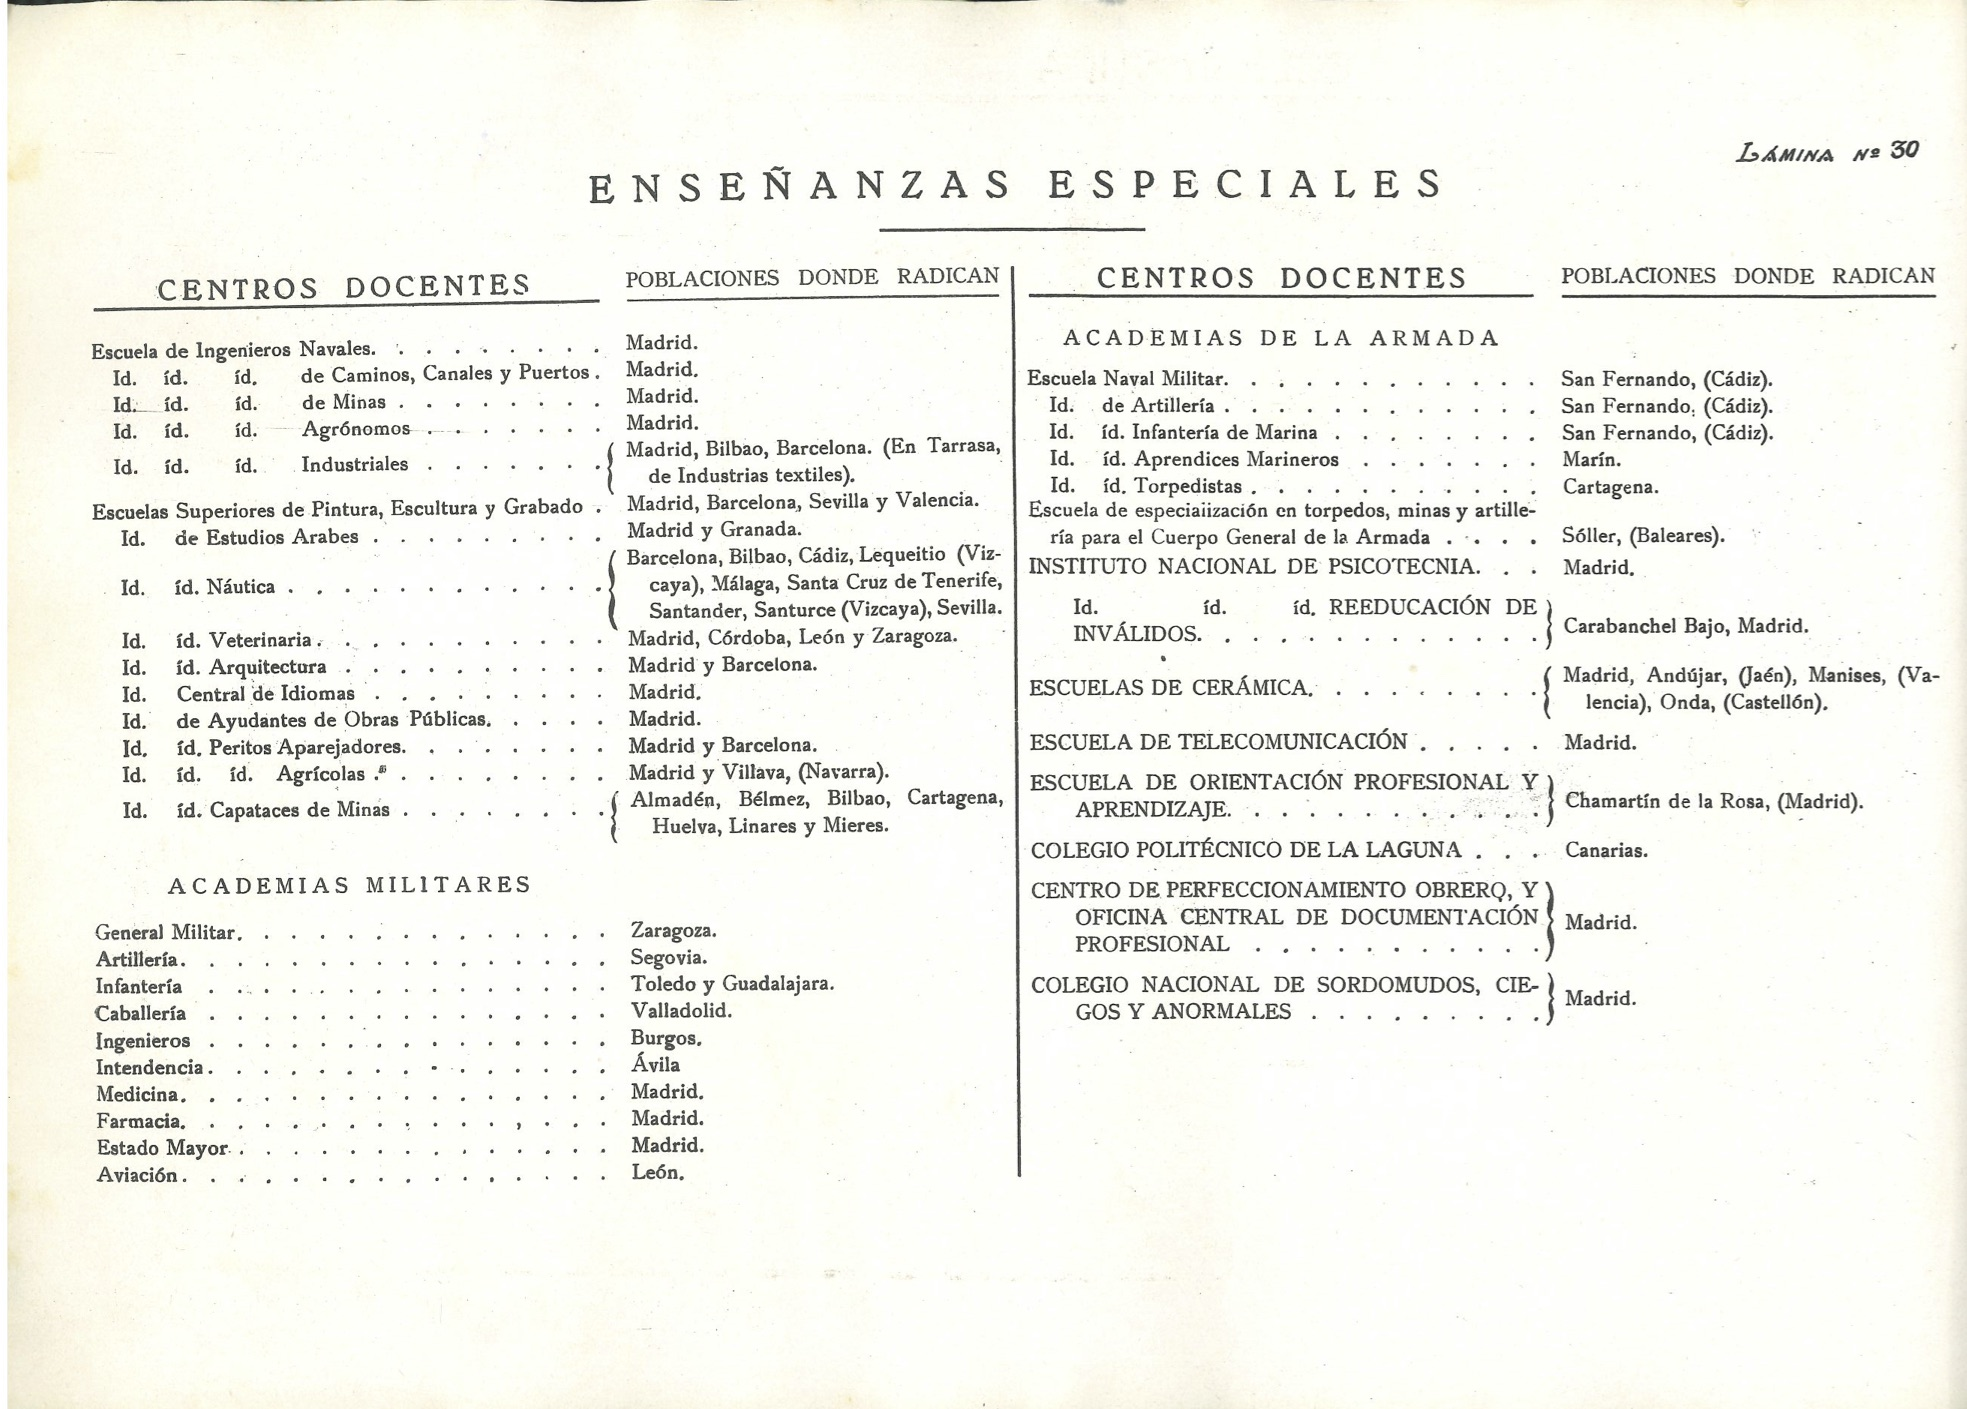 LÁMINA Nº 30
ENSEÑANZAS ESPECIALES
CENTROS DOCENTES POBLACIONES DONDE RADICAN
Escuela de Ingenieros Navales. . . . . . . . . Madrid.
Id. íd. íd. de Caminos, Canales y Puertos . Madrid.
Id. íd. íd. de Minas . . . . . . . . Madrid.
Id. íd. íd. Agrónomos . . . . . . . Madrid.
Id. íd. íd. Industriales . . . . . . . Madrid, Bilbao, Barcelona. (En Tarrasa,
de Industrias textiles).
Escuelas Superiores de Pintura, Escultura y Grabado . Madrid, Barcelona, Sevilla y Valencia.
Id. de Estudios Arabes . . . . . . . . . Madrid y Granada.
Id. íd. Náutica . . . . . . . . . . . . Barcelona, Bilbao, Cádiz, Lequeitio (Viz-
caya), Málaga, Santa Cruz de Tenerife,
Santander, Santurce (Vizcaya), Sevilla.
Id. íd. Veterinaria . . . . . . . . . . . Madrid, Córdoba, León y Zaragoza.
Id. íd. Arquitectura . . . . . . . . . . Madrid y Barcelona.
Id. Central de Idiomas . . . . . . . . . Madrid.
Id. de Ayudantes de Obras Públicas. . . . . Madrid.
Id. íd. Peritos Aparejadores. . . . . . . . Madrid y Barcelona.
Id. íd. íd. Agrícolas . . . . . . . . . Madrid y Villava, (Navarra).
Id. íd. Capataces de Minas . . . . . . . . Almadén, Bélmez, Bilbao, Cartagena,
Huelva, Linares y Mieres.
ACADEMIAS MILITARES
General Militar. . . . . . . . . . . . . . Zaragoza.
Artillería. . . . . . . . . . . . . . . . Segovia.
Infantería . . . . . . . . . . . . . . . Toledo y Guadalajara.
Caballería . . . . . . . . . . . . . . . Valladolid.
Ingenieros . . . . . . . . . . . . . . . Burgos.
Intendencia . . . . . . . . . . . . . . . Ávila
Medicina. . . . . . . . . . . . . . . . Madrid.
Farmacia. . . . . . . . . . . . . . . . Madrid.
Estado Mayor . . . . . . . . . . . . . . Madrid.
Aviación . . . . . . . . . . . . . . . . León.
CENTROS DOCENTES POBLACIONES DONDE RADICAN
ACADEMIAS DE LA ARMADA
Escuela Naval Militar. . . . . . . . . . . . San Fernando, (Cádiz).
Id. de Artillería . . . . . . . . . . . . San Fernando, (Cádiz).
Id. íd. Infantería de Marina . . . . . . . . San Fernando, (Cádiz).
Id. íd. Aprendices Marineros . . . . . . . Marín.
Id. íd. Torpedistas . . . . . . . . . . . Cartagena.
Escuela de especialización en torpedos, minas y artille-
ría para el Cuerpo General de la Armada . . . . Sóller, (Baleares).
INSTITUTO NACIONAL DE PSICOTECNIA. . . Madrid.
Id. íd. íd. REEDUCACIÓN DE
INVÁLIDOS. . . . . . . . . . . . . Carabanchel Bajo, Madrid.
ESCUELAS DE CERÁMICA. . . . . . . . . Madrid, Andújar, (Jaén), Manises, (Va-
lencia), Onda, (Castellón).
ESCUELA DE TELECOMUNICACIÓN . . . . . Madrid.
ESCUELA DE ORIENTACIÓN PROFESIONAL Y
APRENDIZAJE. . . . . . . . . . . . Chamartín de la Rosa, (Madrid).
COLEGIO POLITÉCNICO DE LA LAGUNA . . . Canarias.
CENTRO DE PERFECCIONAMIENTO OBRERO, Y
OFICINA CENTRAL DE DOCUMENTACIÓN
PROFESIONAL . . . . . . . . . . . Madrid.
COLEGIO NACIONAL DE SORDOMUDOS, CIE-
GOS Y ANORMALES . . . . . . . . . Madrid.